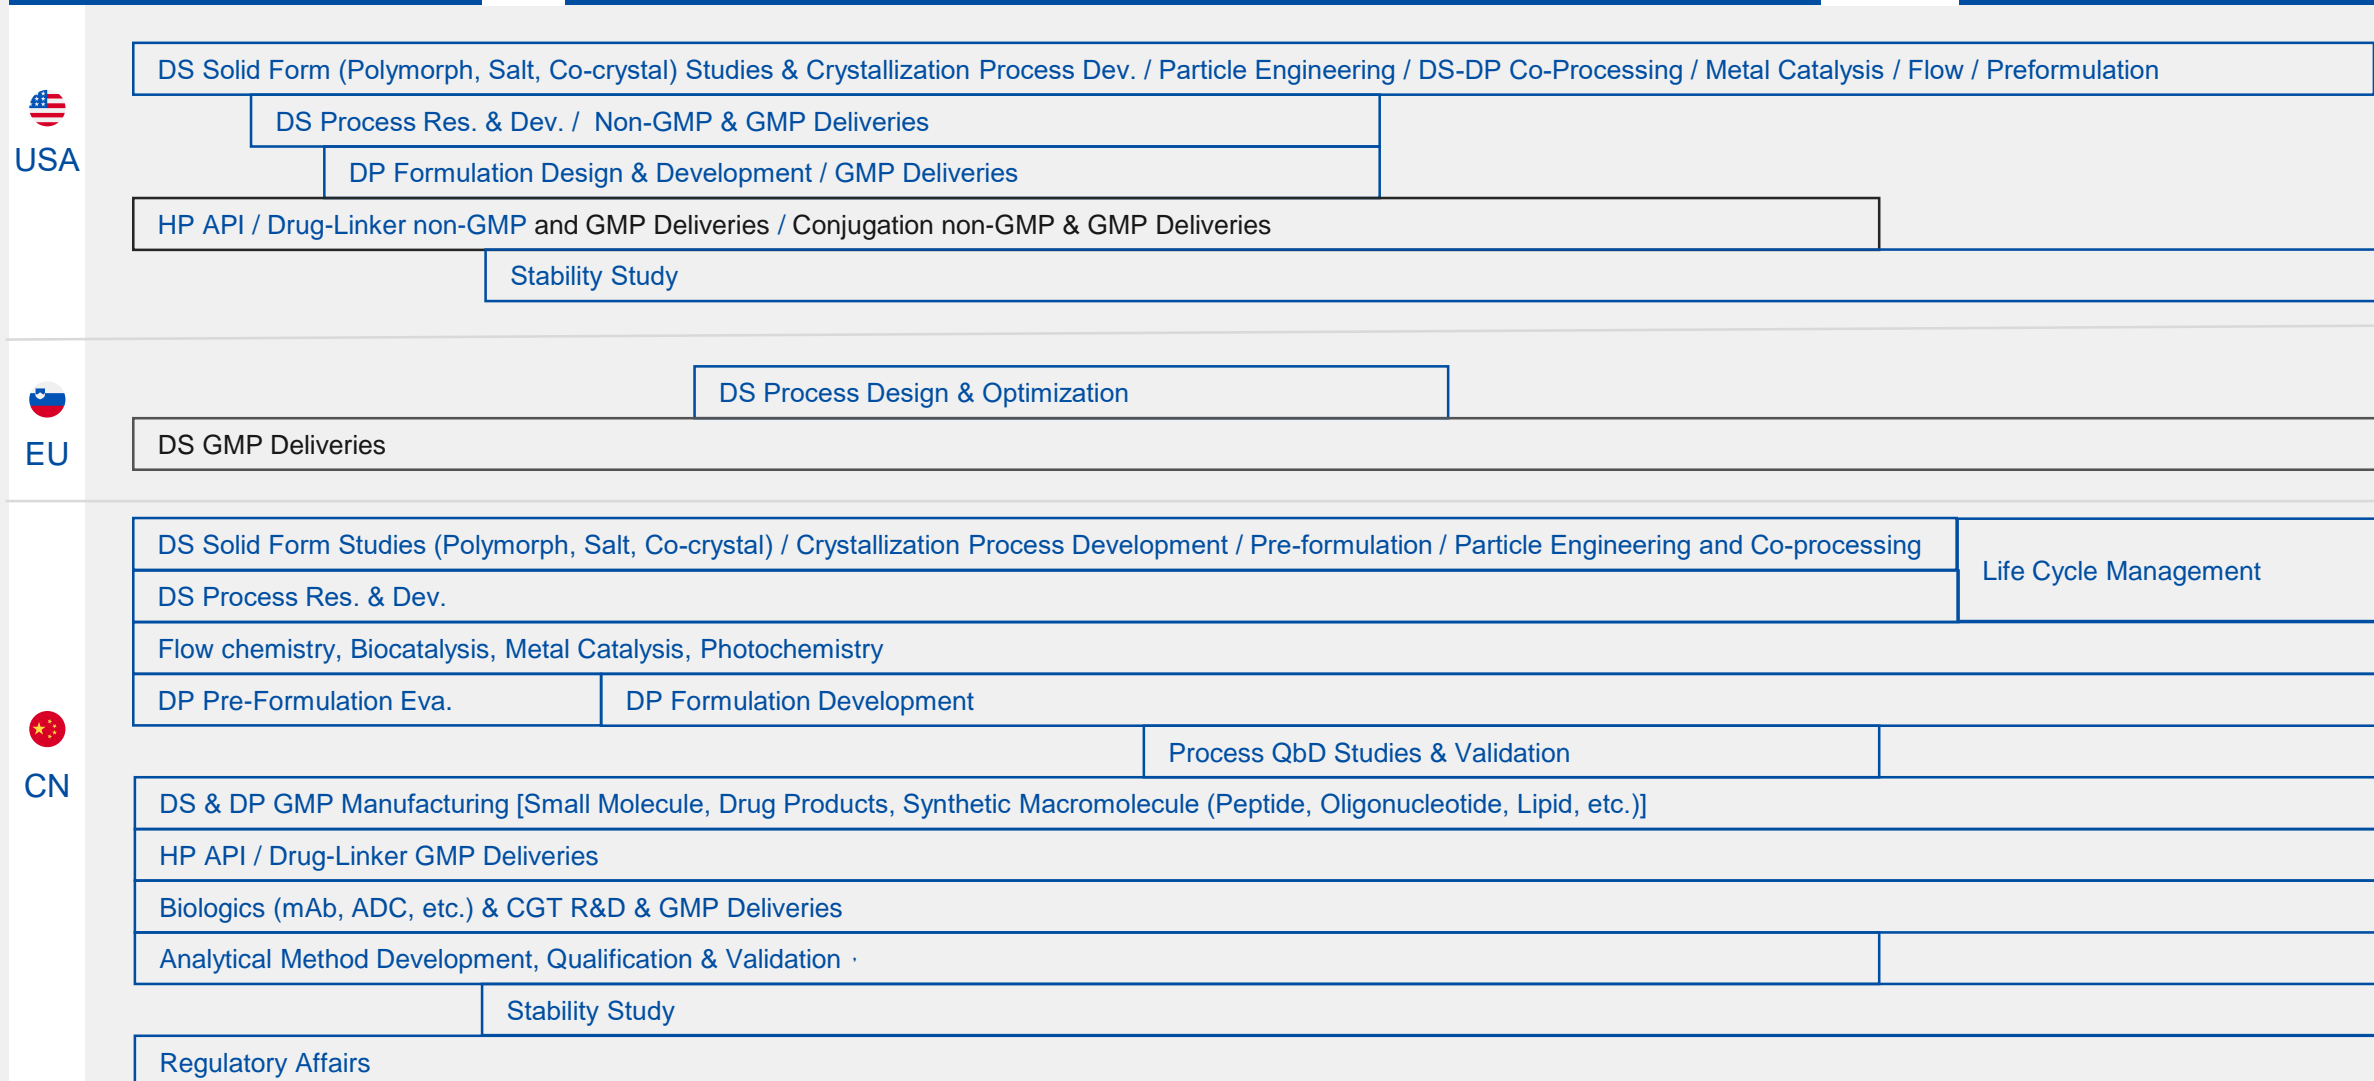 DS Solid Form (Polymorph, Salt, Co-crystal) Studies & Crystallization Process Dev. / Particle Engineering / DS-DP Co-Processing / Metal Catalysis / Flow / Preformulation
DS Process Res. & Dev. / Non-GMP & GMP Deliveries
USA
DP Formulation Design & Development / GMP Deliveries
HP API / Drug-Linker non-GMP and GMP Deliveries / Conjugation non-GMP & GMP Deliveries
Stability Study
DS Process Design & Optimization
EU
DS GMP Deliveries
DS Solid Form Studies (Polymorph, Salt, Co-crystal) / Crystallization Process Development / Pre-formulation / Particle Engineering and Co-processing
Life Cycle Management
DS Process Res. & Dev.
Flow chemistry, Biocatalysis, Metal Catalysis, Photochemistry
DP Pre-Formulation Eva.
DP Formulation Development
Process QbD Studies & Validation
CN
DS & DP GMP Manufacturing [Small Molecule, Drug Products, Synthetic Macromolecule (Peptide, Oligonucleotide, Lipid, etc.)]
HP API / Drug-Linker GMP Deliveries
Biologics (mAb, ADC, etc.) & CGT R&D & GMP Deliveries
Analytical Method Development, Qualification & Validation
Stability Study
Regulatory Affairs